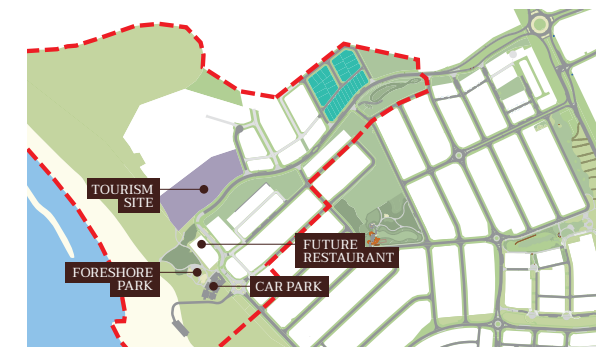 TOURISM
SITE
FUTURE
RESTAURANT
FORESHORE
PARK
CAR PARK